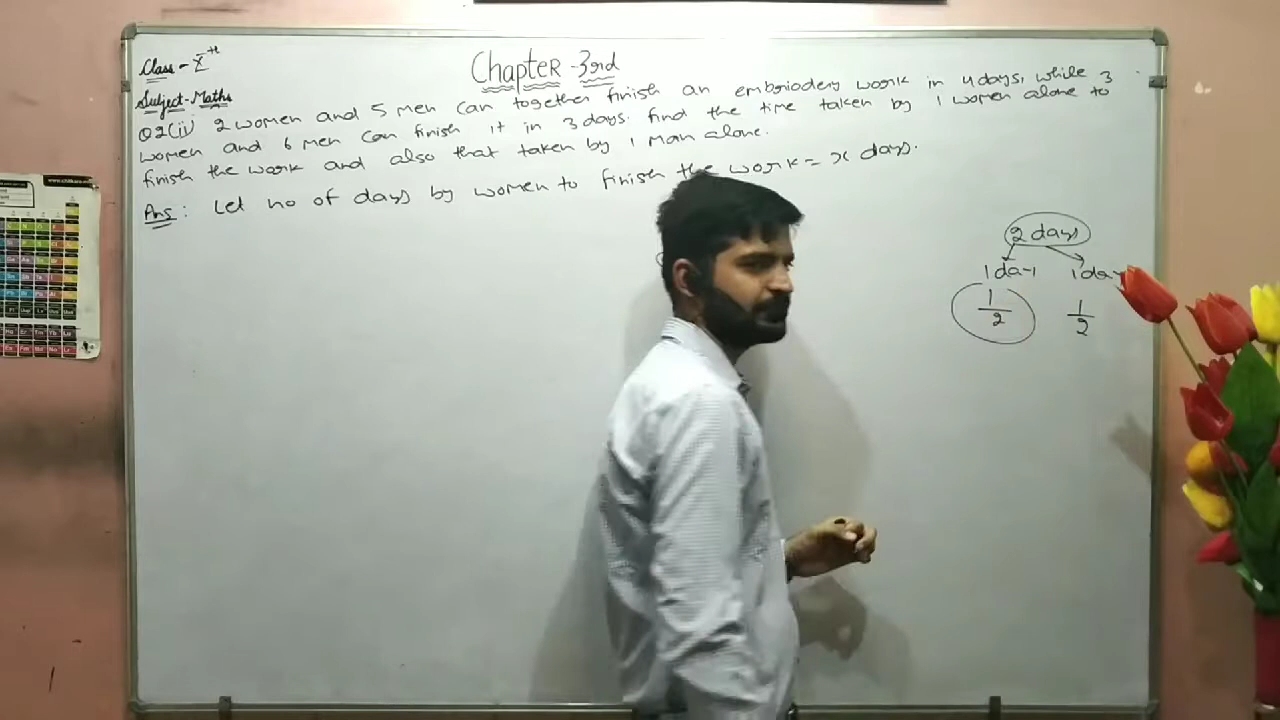 Class - Xth
Chapter - 3rd
Subject - Maths
Q2(ii) 2 women and 5 men can together finish an embriodery work in 4 days, while 3
women and 6 men can finish it in 3 days. find the time taken by 1 women alone to
finish the work and also that taken by 1 man alone.
Ans: Let no of days by women to finish the work = x days.
2 days
1 day 1 day
1/2 1/2